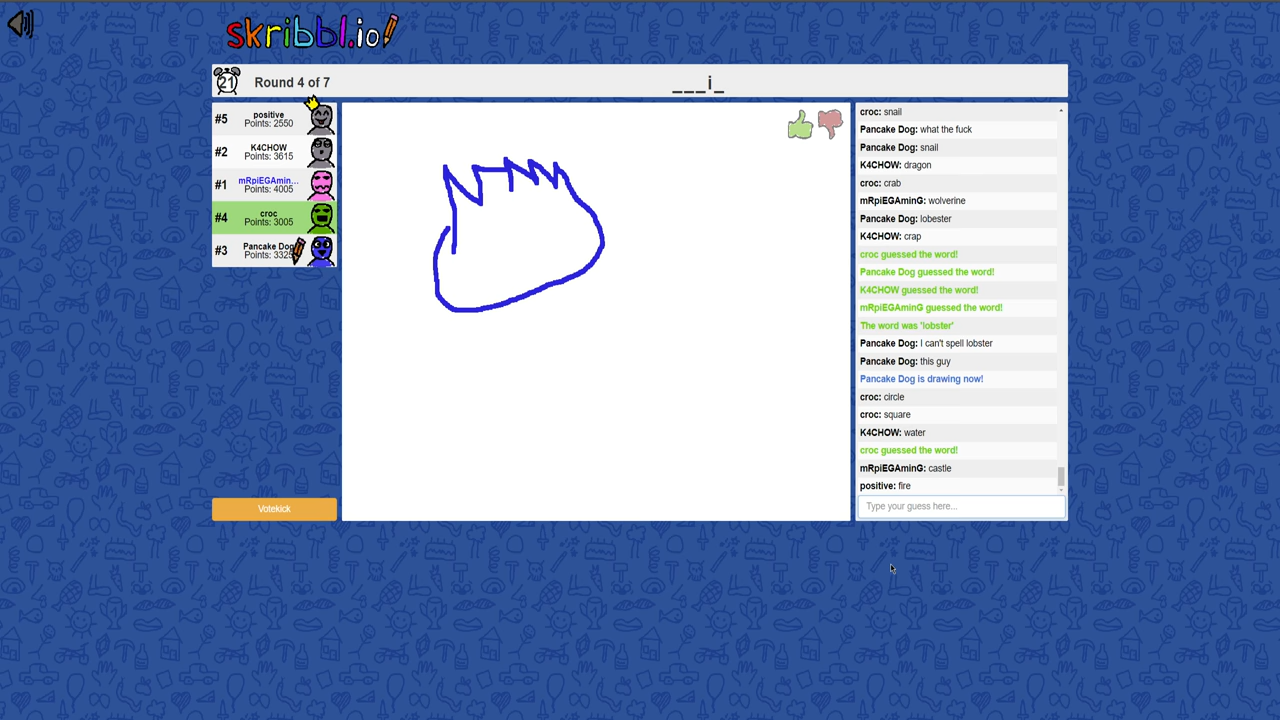 skribbl.io
21
Round 4 of 7
___i_
#5
positive
Points: 2550
#2
K4CHOW
Points: 3615
#1
mRpiEGAmin...
Points: 4005
#4
croc
Points: 3005
#3
Pancake Dog
Points: 3325
Votekick
croc: snail
Pancake Dog: what the fuck
Pancake Dog: snail
K4CHOW: dragon
croc: crab
mRpiEGAminG: wolverine
Pancake Dog: lobester
K4CHOW: crap
croc guessed the word!
Pancake Dog guessed the word!
K4CHOW guessed the word!
mRpiEGAminG guessed the word!
The word was 'lobster'
Pancake Dog: I can't spell lobster
Pancake Dog: this guy
Pancake Dog is drawing now!
croc: circle
croc: square
K4CHOW: water
croc guessed the word!
mRpiEGAminG: castle
positive: fire
Type your guess here...